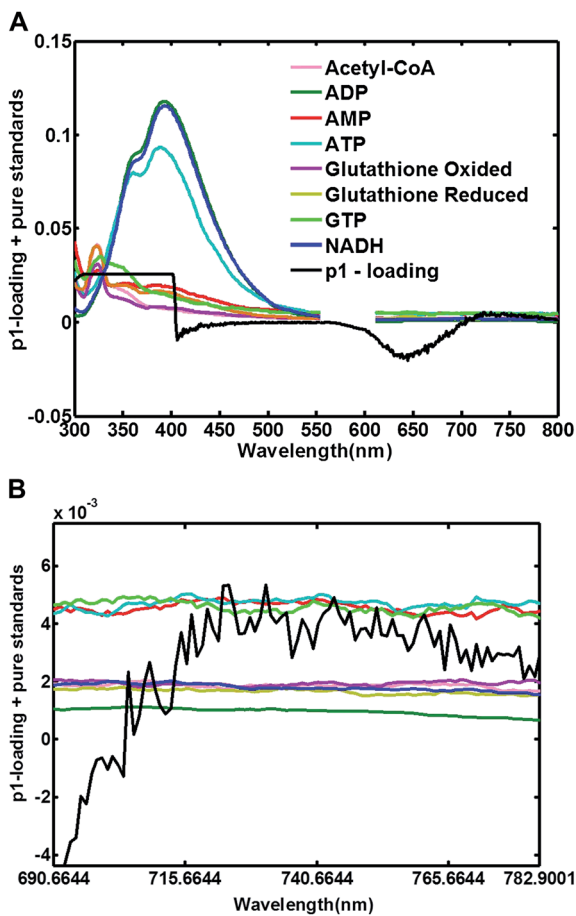 A
p1-loading + pure standards
0.15
0.1
0.05
0
-0.05
Acetyl-CoA
ADP
AMP
ATP
Glutathione Oxided
Glutathione Reduced
GTP
NADH
p1 - loading
300 350 400 450 500 550 600 650 700 750 800
Wavelength(nm)
B
x 10-3
p1-loading + pure standards
6
4
2
0
-2
-4
690.6644 715.6644 740.6644 765.6644 782.9001
Wavelength(nm)